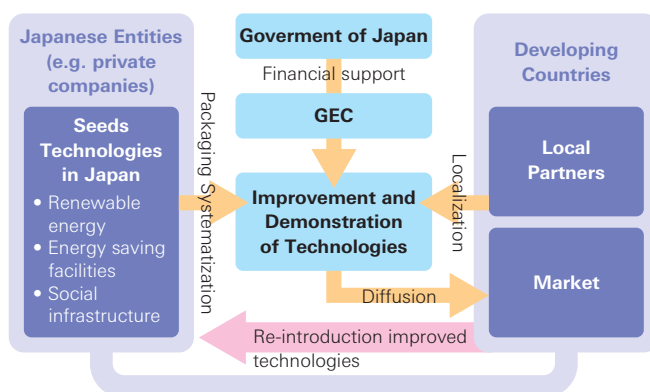 Japanese Entities
(e.g. private
companies)
Seeds
Technologies
in Japan
• Renewable
energy
• Energy saving
facilities
• Social
infrastructure
Packaging Systematization
Goverment of Japan
Financial support
GEC
Improvement and
Demonstration
of Technologies
Localization
Developing
Countries
Local
Partners
Market
Diffusion
Re-introduction improved
technologies